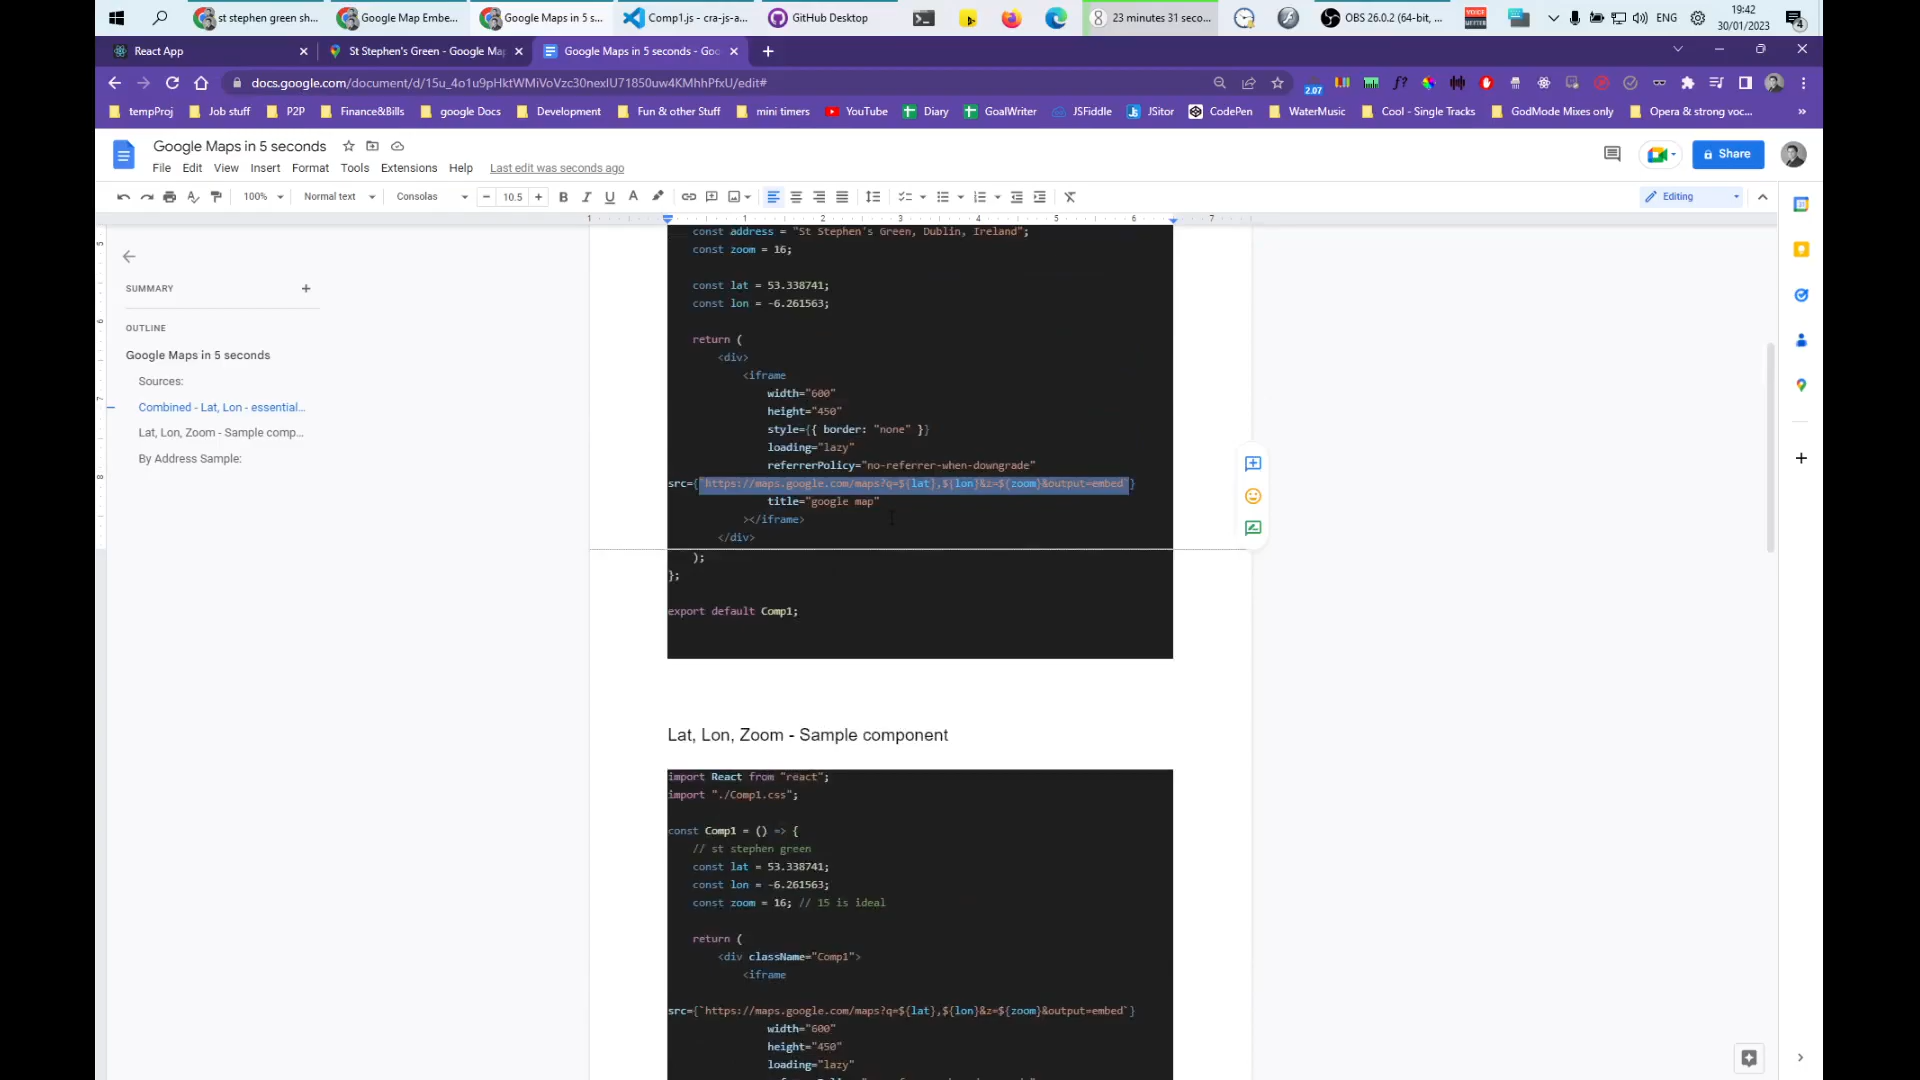 st stephen green sh...
Google Map Embe...
Google Maps in 5 s...
Comp1.js - cra-js-a...
GitHub Desktop
23 minutes 31 seco...
OBS 26.0.2 (64-bit, ...
ENG
19:42
30/01/2023
4
React App
St Stephen's Green - Google Ma
Google Maps in 5 seconds - Goo
docs.google.com/document/d/15u_4o1u9pHktWMiVoVzc30nexlU71850uw4KMhhPfxU/edit#
2.07
tempProj
Job stuff
P2P
Finance&Bills
google Docs
Development
Fun & other Stuff
mini timers
YouTube
Diary
GoalWriter
JSFiddle
JSitor
CodePen
WaterMusic
Cool - Single Tracks
GodMode Mixes only
Opera & strong voc...
Google Maps in 5 seconds
Share
File Edit View Insert Format Tools Extensions Help Last edit was seconds ago
100% Normal text Consolas 10.5 Editing
SUMMARY
OUTLINE
Google Maps in 5 seconds
Sources:
Combined - Lat, Lon - essential...
Lat, Lon, Zoom - Sample comp...
By Address Sample:
const address = "St Stephen's Green, Dublin, Ireland";
const zoom = 16;
const lat = 53.338741;
const lon = -6.261563;
return (
<div>
<iframe
width="600"
height="450"
style={{ border: "none" }}
loading="lazy"
referrerPolicy="no-referrer-when-downgrade"
src={`https://maps.google.com/maps?q=${lat},${lon}&z=${zoom}&output=embed`}
title="google map"
></iframe>
</div>
);
};
export default Comp1;
Lat, Lon, Zoom - Sample component
import React from "react";
import "./Comp1.css";
const Comp1 = () => {
// st stephen green
const lat = 53.338741;
const lon = -6.261563;
const zoom = 16; // 15 is ideal
return (
<div className="Comp1">
<iframe
src={`https://maps.google.com/maps?q=${lat},${lon}&z=${zoom}&output=embed`}
width="600"
height="450"
loading="lazy"